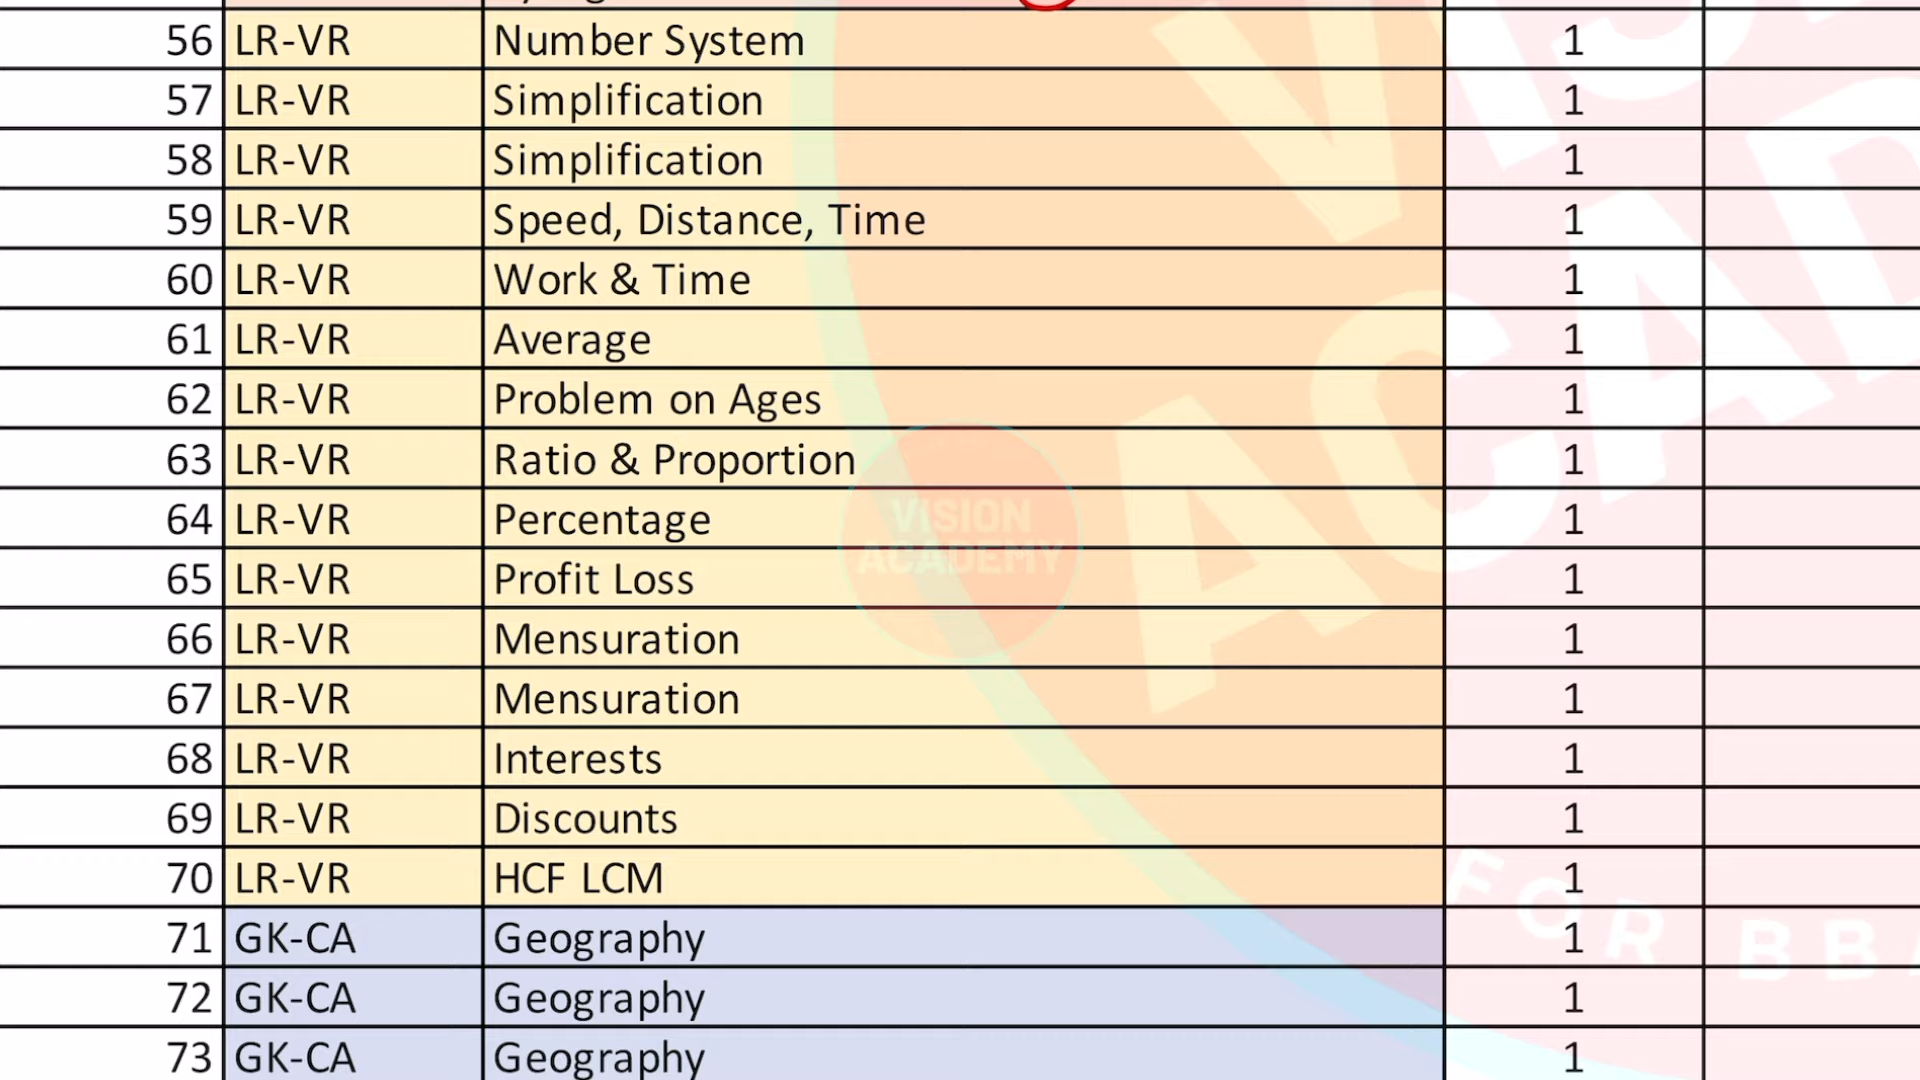 56 LR-VR Number System 1
57 LR-VR Simplification 1
58 LR-VR Simplification 1
59 LR-VR Speed, Distance, Time 1
60 LR-VR Work & Time 1
61 LR-VR Average 1
62 LR-VR Problem on Ages 1
63 LR-VR Ratio & Proportion 1
64 LR-VR Percentage 1
65 LR-VR Profit Loss 1
66 LR-VR Mensuration 1
67 LR-VR Mensuration 1
68 LR-VR Interests 1
69 LR-VR Discounts 1
70 LR-VR HCF LCM 1
71 GK-CA Geography 1
72 GK-CA Geography 1
73 GK-CA Geography 1
VISION
ACADEMY
FOR